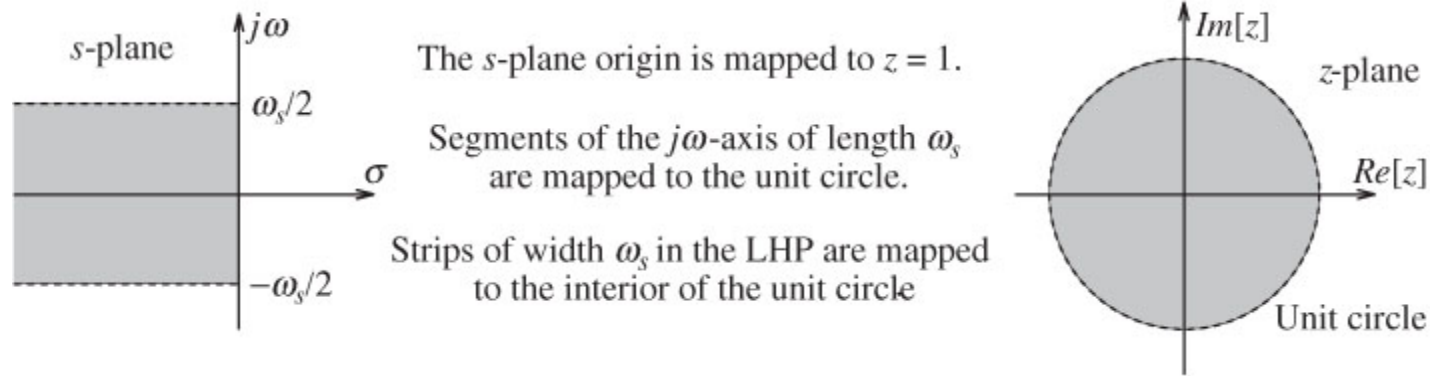 s-plane
jω
ωₛ/2
σ
−ωₛ/2
The s-plane origin is mapped to z = 1.
Segments of the jω-axis of length ωₛ
are mapped to the unit circle.
Strips of width ωₛ in the LHP are mapped
to the interior of the unit circle
Im[z]
z-plane
Re[z]
Unit circle